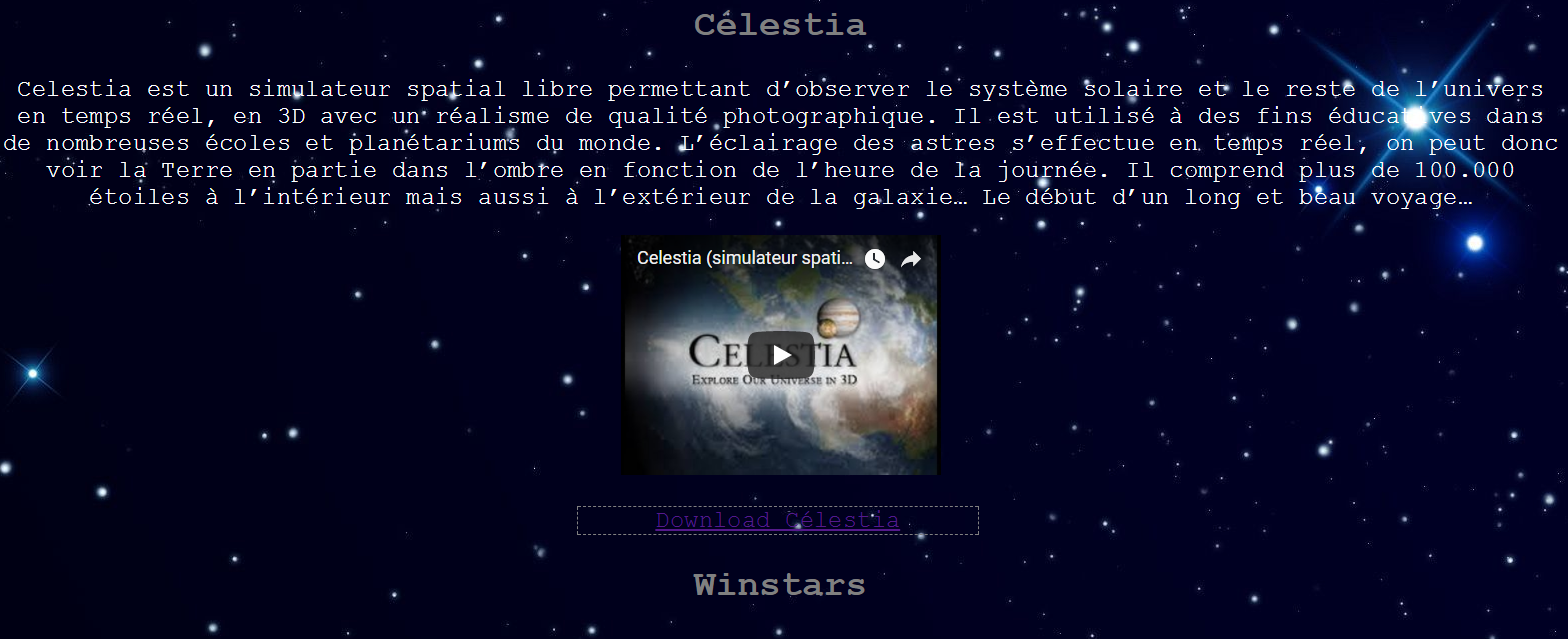 Célestia
Celestia est un simulateur spatial libre permettant d’observer le système solaire et le reste de l’univers
en temps réel, en 3D avec un réalisme de qualité photographique. Il est utilisé à des fins éducatives dans
de nombreuses écoles et planétariums du monde. L’éclairage des astres s’effectue en temps réel, on peut donc
voir la Terre en partie dans l’ombre en fonction de l’heure de la journée. Il comprend plus de 100.000
étoiles à l’intérieur mais aussi à l’extérieur de la galaxie… Le début d’un long et beau voyage…
Celestia (simulateur spati...
CELESTIA
EXPLORE OUR UNIVERSE IN 3D
Download Célestia
Winstars